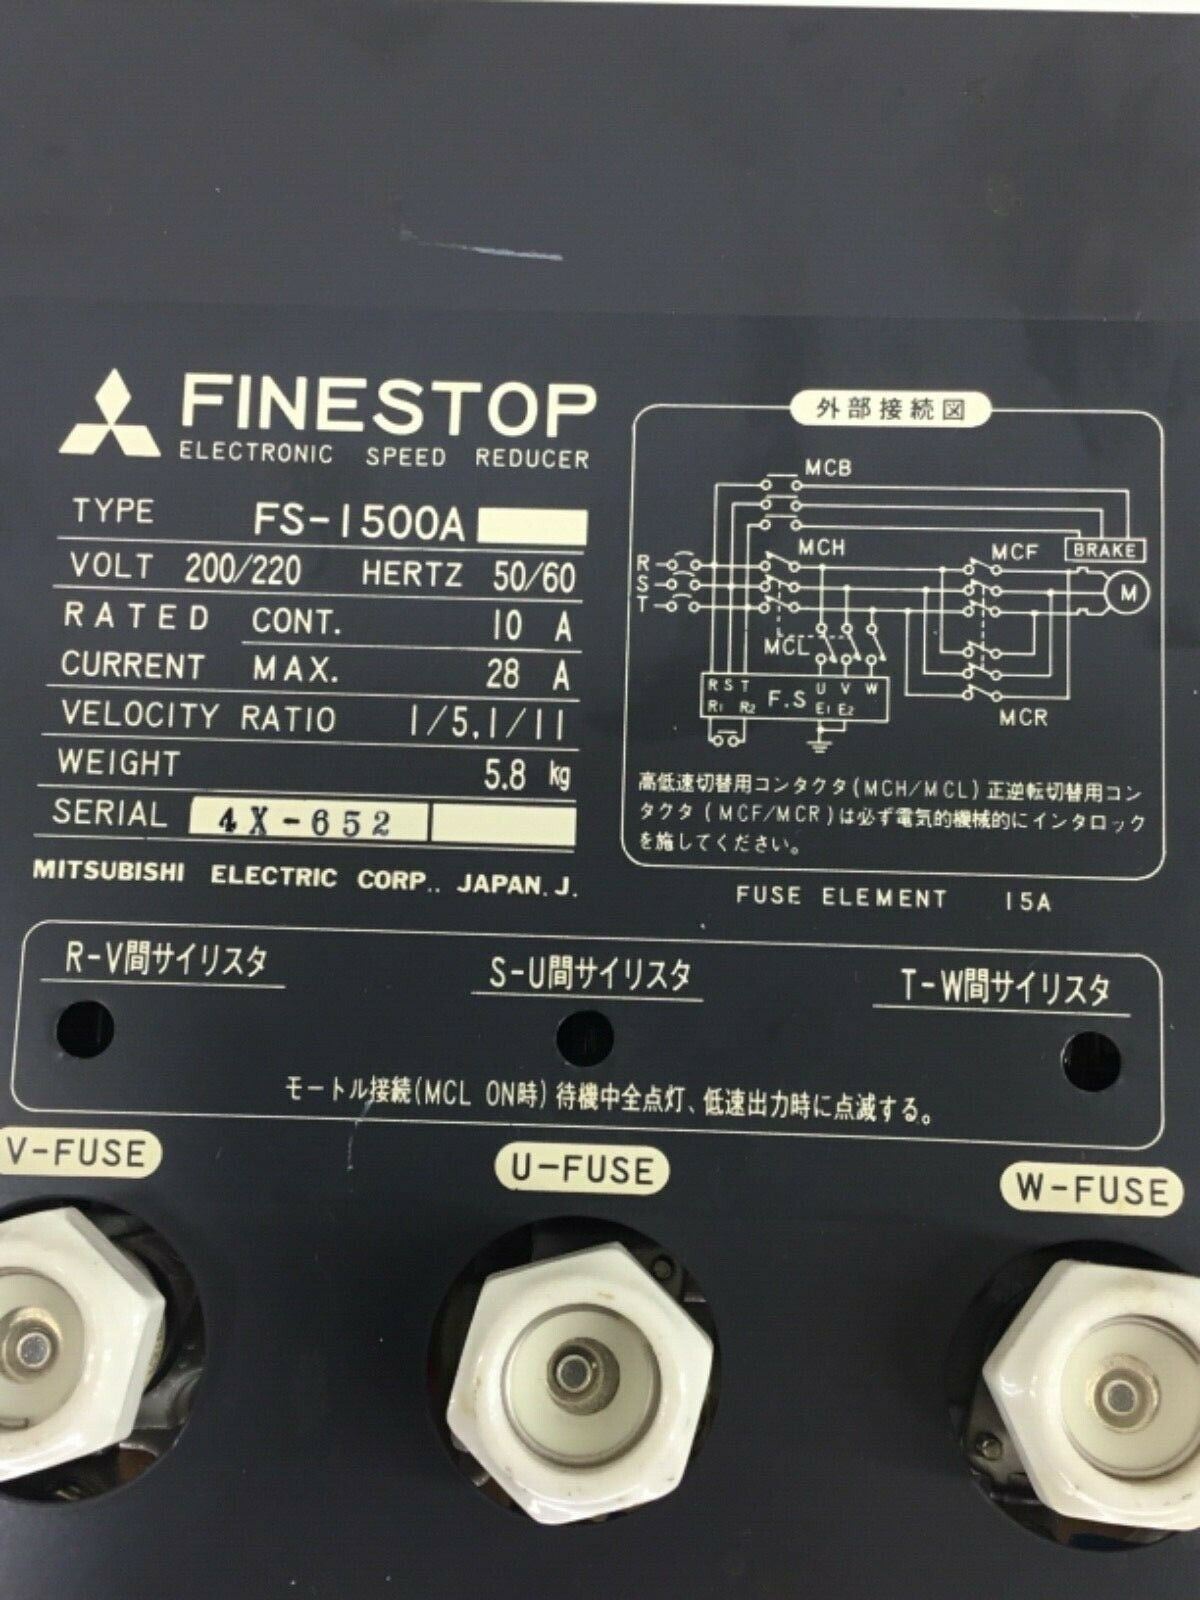 FINESTOP
ELECTRONIC SPEED REDUCER
TYPE FS-1500A
VOLT 200/220 HERTZ 50/60
RATED CONT. 10 A
CURRENT MAX. 28 A
VELOCITY RATIO 1/5,1/11
WEIGHT 5.8 kg
SERIAL 4X-652
MITSUBISHI ELECTRIC CORP.. JAPAN. J.
外部接続図
MCB
MCH
MCF
BRAKE
R
S
T
M
MCL
R S T U V W
F.S
R1 R2 E1 E2
MCR
高低速切替用コンタクタ(MCH/MCL)正逆転切替用コン
タクタ(MCF/MCR)は必ず電気的機械的にインタロック
を施してください。
FUSE ELEMENT 15A
R-V間サイリスタ
S-U間サイリスタ
T-W間サイリスタ
モートル接続(MCL ON時)待機中全点灯、低速出力時に点滅する。
V-FUSE
U-FUSE
W-FUSE